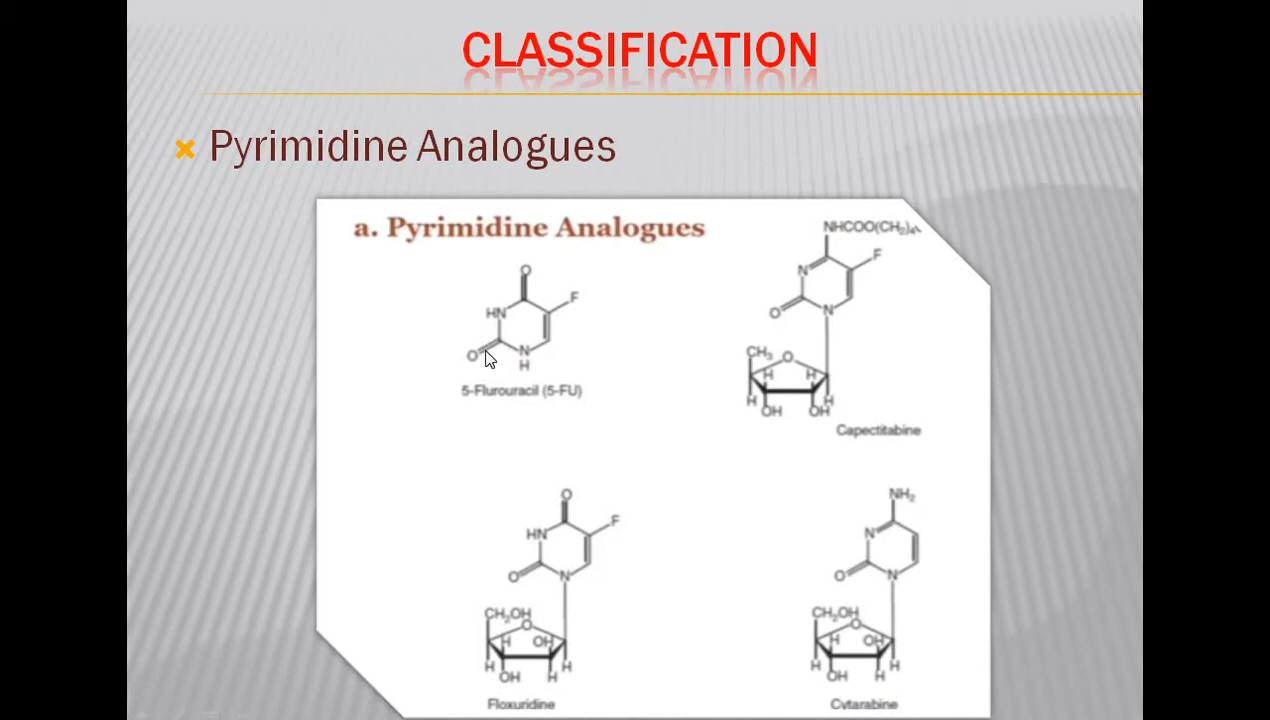 CLASSIFICATION
Pyrimidine Analogues
a. Pyrimidine Analogues
NHCOO(CH₂)₄
O
F
N
F
HN
O
N
O
N
H
CH₃
O
H
H
H
H
OH
OH
5-Flurouracil (5-FU)
Capectitabine
O
F
HN
O
N
CH₂OH
O
H
OH
H
H
OH
H
Floxuridine
NH₂
N
O
N
CH₂OH
O
H
OH
H
H
OH
H
Cytarabine